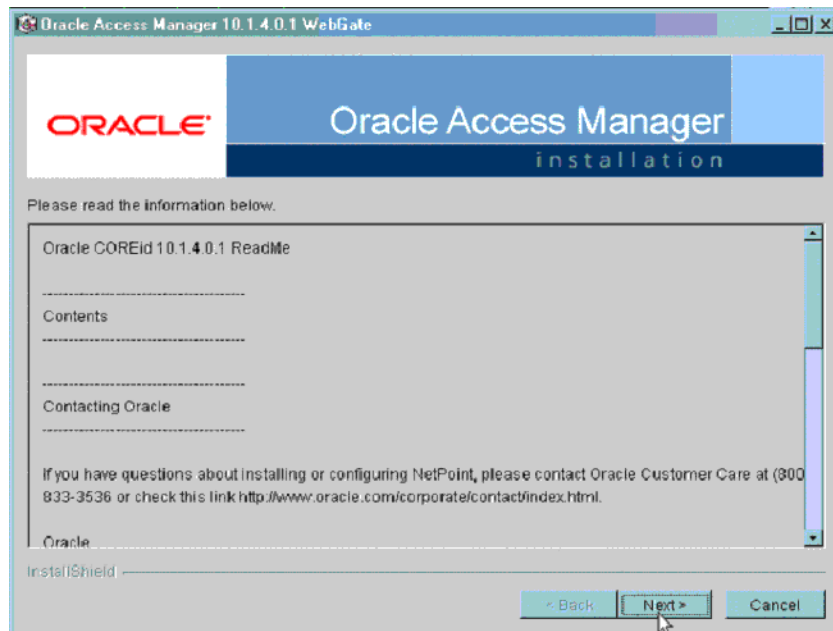 Oracle Access Manager 10.1.4.0.1 WebGate
ORACLE®
Oracle Access Manager
installation
Please read the information below.
Oracle COREid 10.1.4.0.1 ReadMe
----------------------------------------
Contents
----------------------------------------
----------------------------------------
Contacting Oracle
----------------------------------------
If you have questions about installing or configuring NetPoint, please contact Oracle Customer Care at (800
833-3536 or check this link http://www.oracle.com/corporate/contact/index.html.
Oracle
InstallShield
< Back
Next >
Cancel